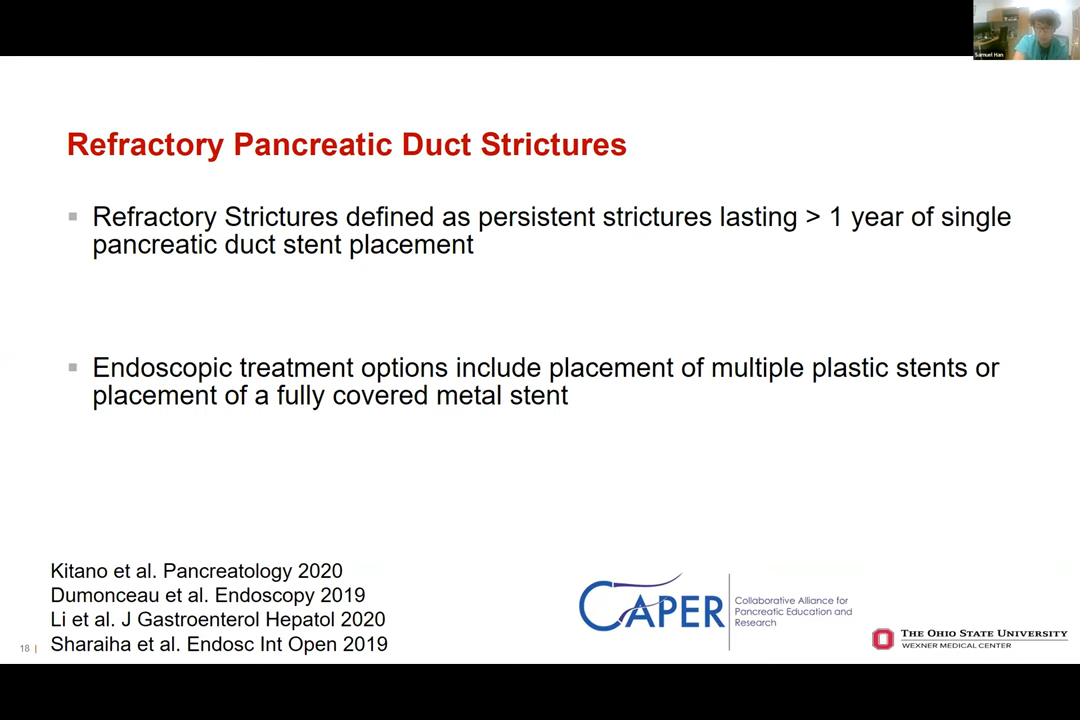 Samuel Han
Refractory Pancreatic Duct Strictures
Refractory Strictures defined as persistent strictures lasting > 1 year of single
pancreatic duct stent placement
Endoscopic treatment options include placement of multiple plastic stents or
placement of a fully covered metal stent
Kitano et al. Pancreatology 2020
Dumonceau et al. Endoscopy 2019
Li et al. J Gastroenterol Hepatol 2020
Sharaiha et al. Endosc Int Open 2019
18 |
CAPER
Collaborative Alliance for
Pancreatic Education and
Research
THE OHIO STATE UNIVERSITY
WEXNER MEDICAL CENTER